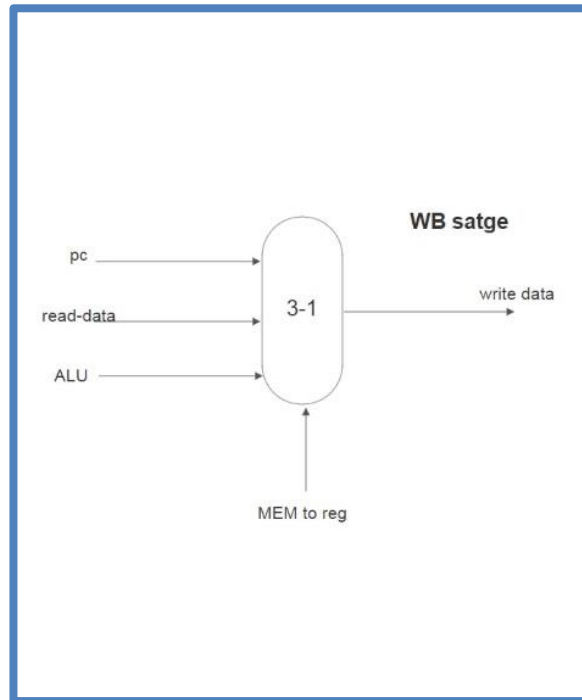 WB satge
pc
write data
read-data
3-1
ALU
MEM to reg